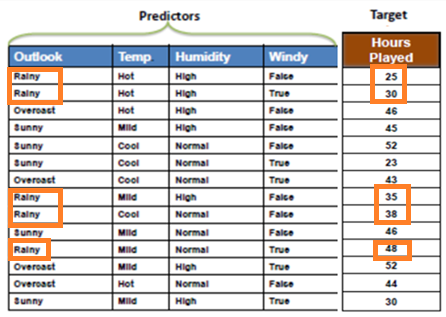 Predictors Target
Outlook Temp Humidity Windy Hours Played
Rainy Hot High False 25
Rainy Hot High True 30
Overcast Hot High False 46
Sunny Mild High False 45
Sunny Cool Normal False 52
Sunny Cool Normal True 23
Overcast Cool Normal True 43
Rainy Mild High False 35
Rainy Cool Normal False 38
Sunny Mild Normal False 46
Rainy Mild Normal True 48
Overcast Mild High True 52
Overcast Hot Normal False 44
Sunny Mild High True 30